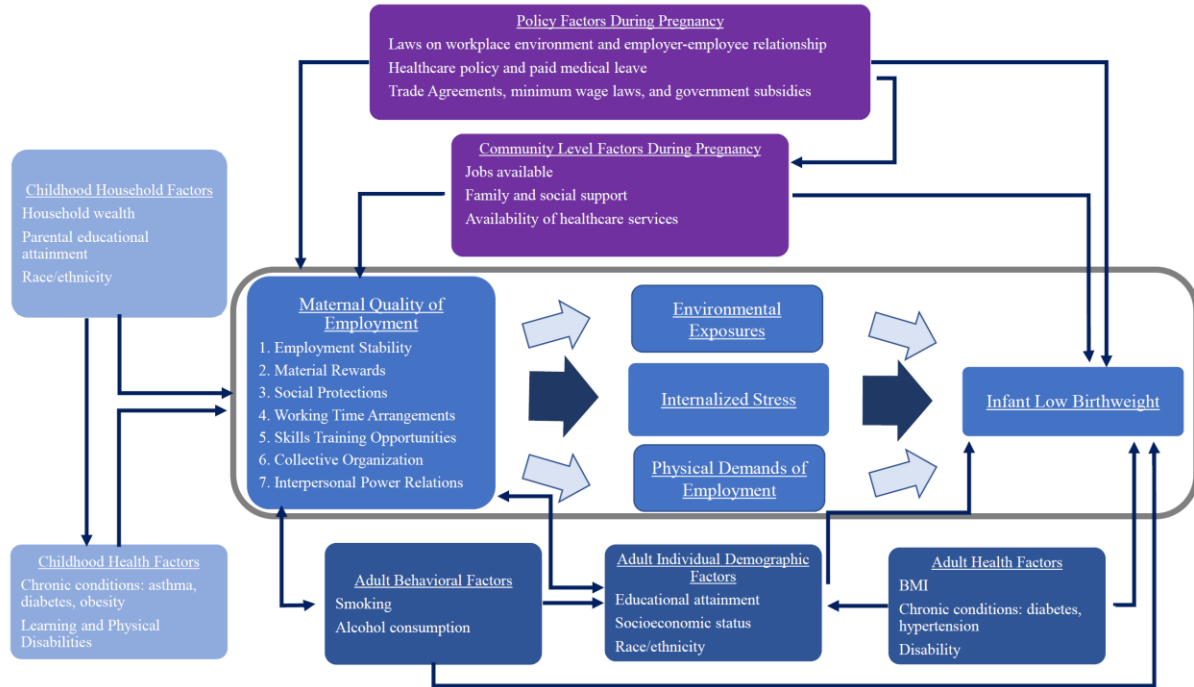 Policy Factors During Pregnancy
Laws on workplace environment and employer-employee relationship
Healthcare policy and paid medical leave
Trade Agreements, minimum wage laws, and government subsidies
Community Level Factors During Pregnancy
Jobs available
Family and social support
Availability of healthcare services
Childhood Household Factors
Household wealth
Parental educational
attainment
Race/ethnicity
Maternal Quality of
Employment
1. Employment Stability
2. Material Rewards
3. Social Protections
4. Working Time Arrangements
5. Skills Training Opportunities
6. Collective Organization
7. Interpersonal Power Relations
Environmental
Exposures
Internalized Stress
Physical Demands of
Employment
Infant Low Birthweight
Childhood Health Factors
Chronic conditions: asthma,
diabetes, obesity
Learning and Physical
Disabilities
Adult Behavioral Factors
Smoking
Alcohol consumption
Adult Individual Demographic
Factors
Educational attainment
Socioeconomic status
Race/ethnicity
Adult Health Factors
BMI
Chronic conditions: diabetes,
hypertension
Disability